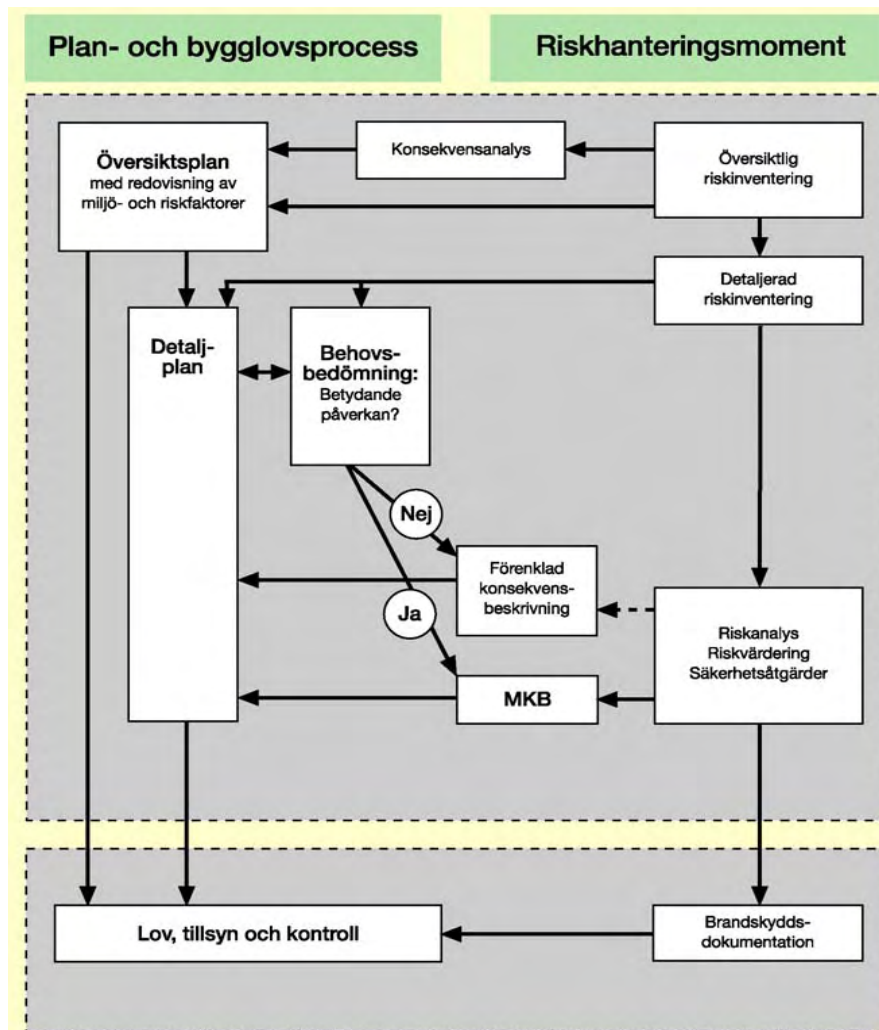 Plan- och bygglovsprocess
Riskhanteringsmoment
Översiktsplan
med redovisning av
miljö- och riskfaktorer
Konsekvensanalys
Översiktlig
riskinventering
Detaljerad
riskinventering
Detalj-
plan
Behovs-
bedömning:
Betydande
påverkan?
Nej
Förenklad
konsekvens-
beskrivning
Ja
Riskanalys
Riskvärdering
Säkerhetsåtgärder
MKB
Lov, tillsyn och kontroll
Brandskydds-
dokumentation